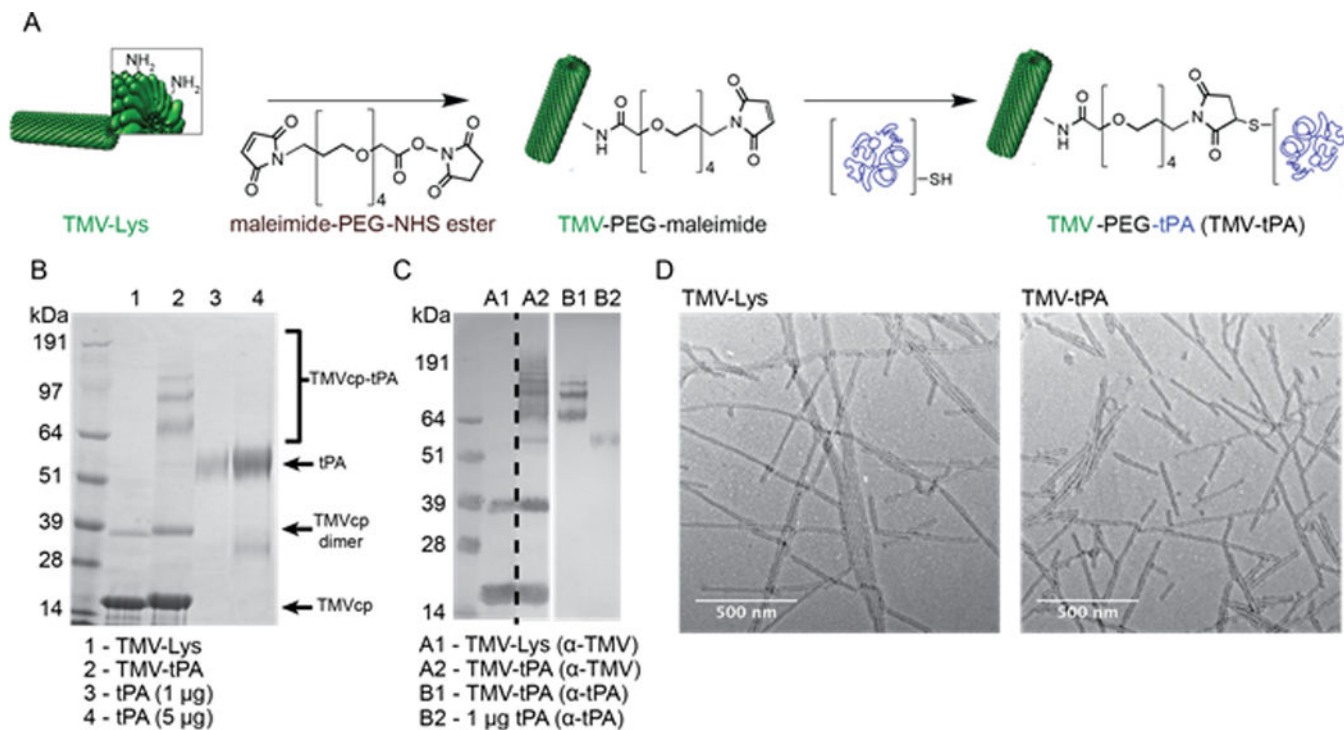 A
NH2
NH2
O
N
O
O
4
O
O
N
O
O
O
N
H
O
4
N
O
O
SH
O
N
H
O
4
N
O
O
S
TMV-Lys
maleimide-PEG-NHS ester
TMV-PEG-maleimide
TMV-PEG-tPA (TMV-tPA)
B
1 2 3 4
kDa
191
97
64
51
39
28
14
TMVcp-tPA
tPA
TMVcp
dimer
TMVcp
1 - TMV-Lys
2 - TMV-tPA
3 - tPA (1 µg)
4 - tPA (5 µg)
C
A1 A2 B1 B2
kDa
191
64
51
39
28
14
A1 - TMV-Lys (α-TMV)
A2 - TMV-tPA (α-TMV)
B1 - TMV-tPA (α-tPA)
B2 - 1 µg tPA (α-tPA)
D
TMV-Lys
500 nm
TMV-tPA
500 nm